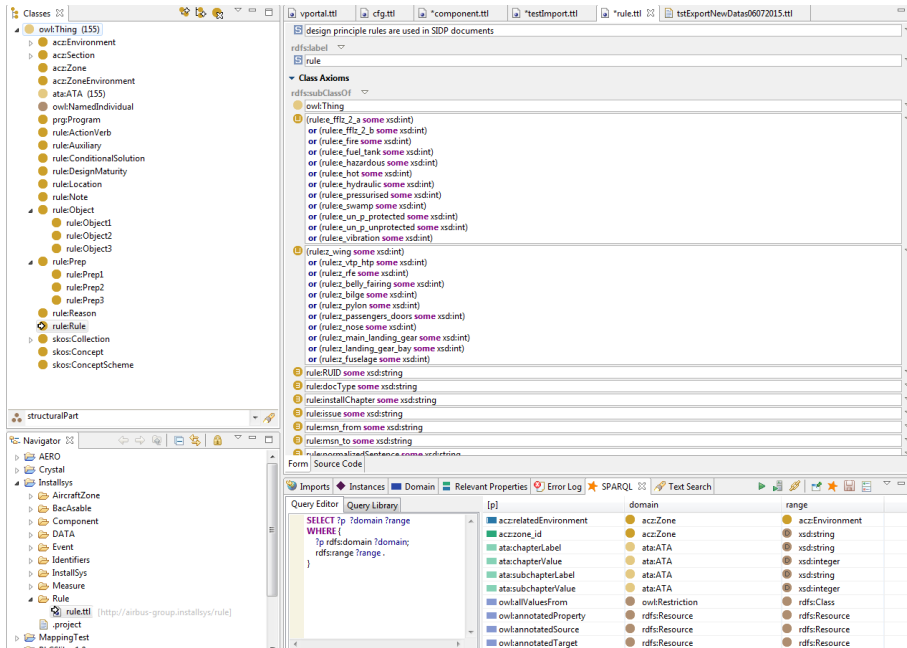 Classes
owl:Thing (155)
acz:Environment
acz:Section
acz:Zone
acz:ZoneEnvironment
ata:ATA (155)
owl:NamedIndividual
prg:Program
rule:ActionVerb
rule:Auxiliary
rule:ConditionalSolution
rule:DesignMaturity
rule:Location
rule:Note
rule:Object
rule:Object1
rule:Object2
rule:Object3
rule:Prep
rule:Prep1
rule:Prep2
rule:Prep3
rule:Reason
rule:Rule
skos:Collection
skos:Concept
skos:ConceptScheme
structuralPart
Navigator
AERO
Crystal
Installsys
AircraftZone
BacAsable
Component
DATA
Event
Identifiers
InstallSys
Measure
Rule
rule.ttl [http://airbus-group.installsys/rule]
.project
MappingTest
vportal.ttl
cfg.ttl
*component.ttl
*testImport.ttl
*rule.ttl
tstExportNewDatas06072015.ttl
design principle rules are used in SIDP documents
rdfs:label
rule
Class Axioms
rdfs:subClassOf
owl:Thing
(rule:e_fflz_2_a some xsd:int)
or (rule:e_fflz_2_b some xsd:int)
or (rule:e_fire some xsd:int)
or (rule:e_fuel_tank some xsd:int)
or (rule:e_hazardous some xsd:int)
or (rule:e_hot some xsd:int)
or (rule:e_hydraulic some xsd:int)
or (rule:e_pressurised some xsd:int)
or (rule:e_swamp some xsd:int)
or (rule:e_un_p_protected some xsd:int)
or (rule:e_un_p_unprotected some xsd:int)
or (rule:e_vibration some xsd:int)
(rule:z_wing some xsd:int)
or (rule:z_vtp_htp some xsd:int)
or (rule:z_rfe some xsd:int)
or (rule:z_belly_fairing some xsd:int)
or (rule:z_bilge some xsd:int)
or (rule:z_pylon some xsd:int)
or (rule:z_passengers_doors some xsd:int)
or (rule:z_nose some xsd:int)
or (rule:z_main_landing_gear some xsd:int)
or (rule:z_landing_gear_bay some xsd:int)
or (rule:z_fuselage some xsd:int)
rule:RUID some xsd:string
rule:docType some xsd:string
rule:installChapter some xsd:string
rule:issue some xsd:string
rule:msn_from some xsd:string
rule:msn_to some xsd:string
rule:normalizedSentence some xsd:string
Form Source Code
Imports Instances Domain Relevant Properties Error Log SPARQL Text Search
Query Editor Query Library
SELECT ?p ?domain ?range
WHERE {
?p rdfs:domain ?domain;
rdfs:range ?range .
}
[p] domain range
acz:relatedEnvironment acz:Zone acz:Environment
acz:zone_id acz:Zone xsd:string
ata:chapterLabel ata:ATA xsd:string
ata:chapterValue ata:ATA xsd:integer
ata:subchapterLabel ata:ATA xsd:string
ata:subchapterValue ata:ATA xsd:integer
owl:allValuesFrom owl:Restriction rdfs:Class
owl:annotatedProperty rdfs:Resource rdfs:Resource
owl:annotatedSource rdfs:Resource rdfs:Resource
owl:annotatedTarget rdfs:Resource rdfs:Resource